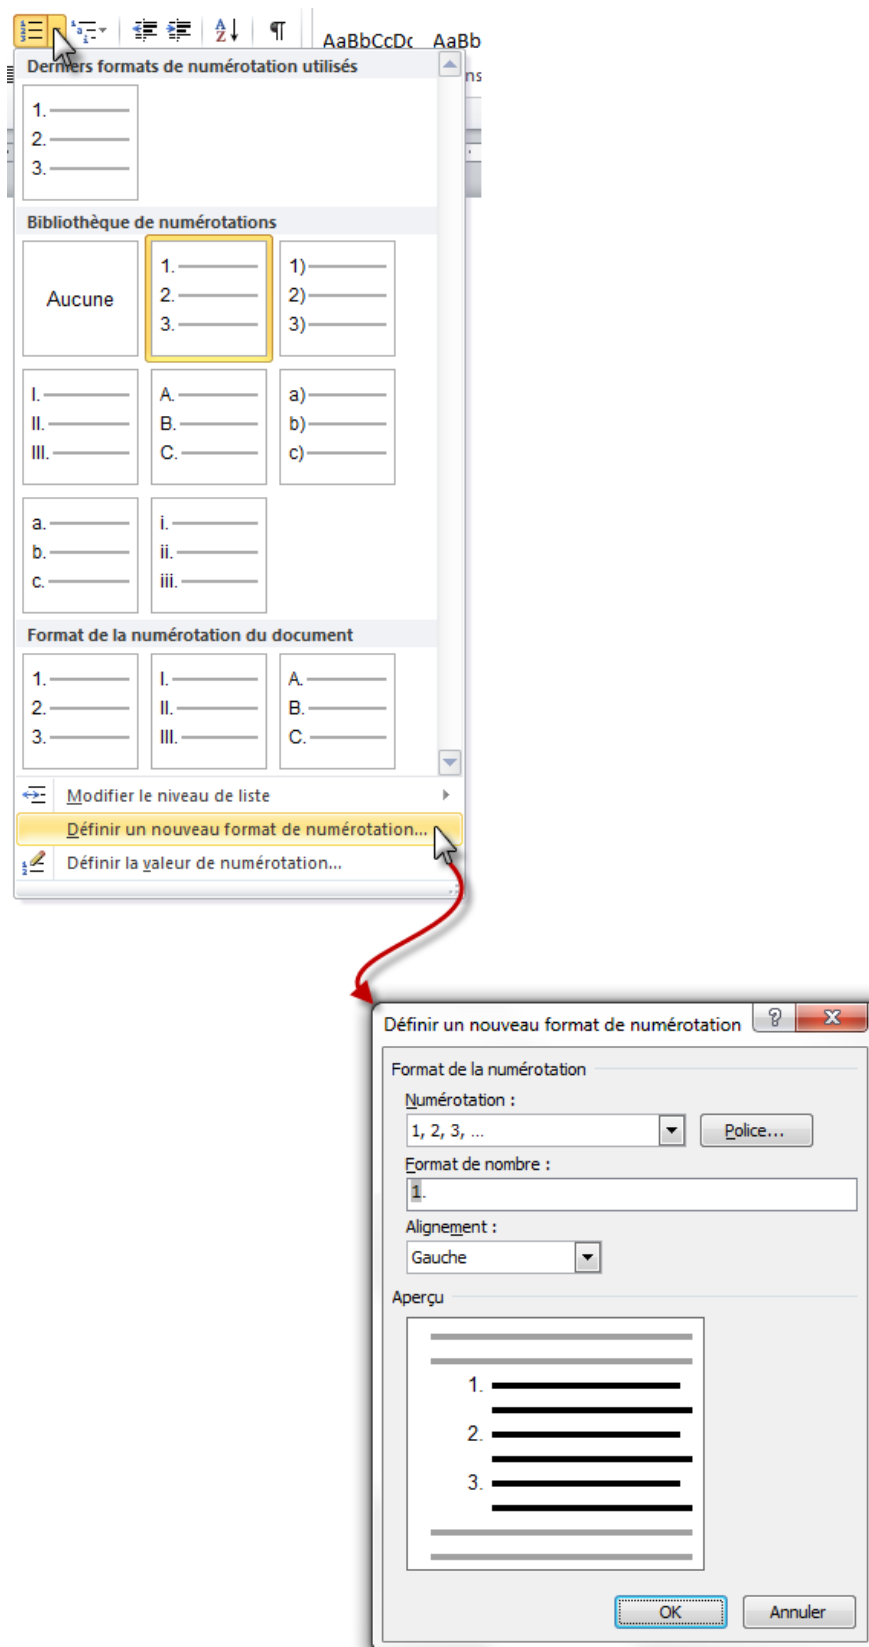 AaBbCcDc AaBb
Derniers formats de numérotation utilisés
ns
1.
2.
3.
Bibliothèque de numérotations
Aucune
1.
2.
3.
1)
2)
3)
I.
II.
III.
A.
B.
C.
a)
b)
c)
a.
b.
c.
i.
ii.
iii.
Format de la numérotation du document
1.
2.
3.
I.
II.
III.
A.
B.
C.
Modifier le niveau de liste
Définir un nouveau format de numérotation...
Définir la valeur de numérotation...
Définir un nouveau format de numérotation
Format de la numérotation
Numérotation :
1, 2, 3, ...
Police...
Format de nombre :
1.
Alignement :
Gauche
Aperçu
1.
2.
3.
OK Annuler